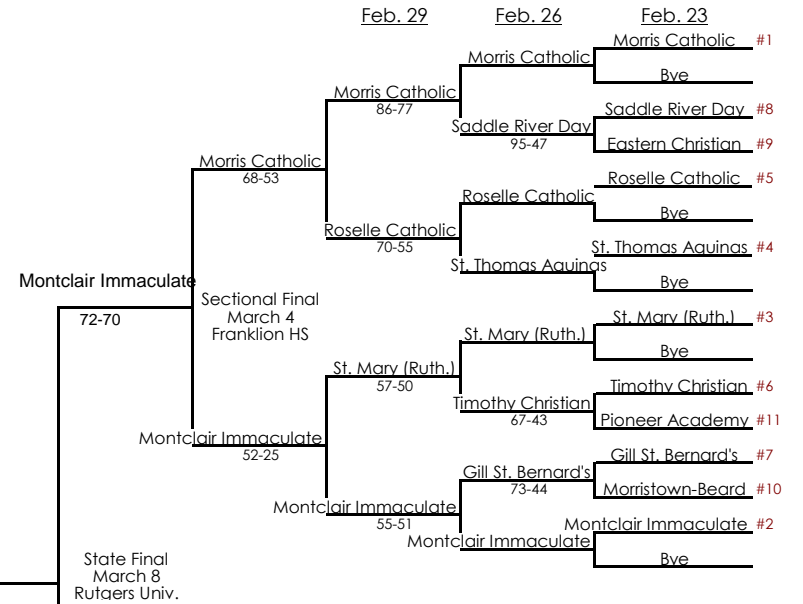 Feb. 29 Feb. 26 Feb. 23
Morris Catholic #1
Morris Catholic
Bye
Morris Catholic
86-77
Saddle River Day #8
Saddle River Day
95-47
Eastern Christian #9
Morris Catholic
68-53
Roselle Catholic #5
Roselle Catholic
Bye
Roselle Catholic
70-55
St. Thomas Aquinas #4
St. Thomas Aquinas
Bye
Montclair Immaculate
72-70
Sectional Final
March 4
Franklion HS
St. Mary (Ruth.) #3
St. Mary (Ruth.)
Bye
St. Mary (Ruth.)
57-50
Timothy Christian #6
Timothy Christian
67-43
Pioneer Academy #11
Montclair Immaculate
52-25
Gill St. Bernard's #7
Gill St. Bernard's
73-44
Morristown-Beard #10
Montclair Immaculate
55-51
Montclair Immaculate #2
Montclair Immaculate
Bye
State Final
March 8
Rutgers Univ.